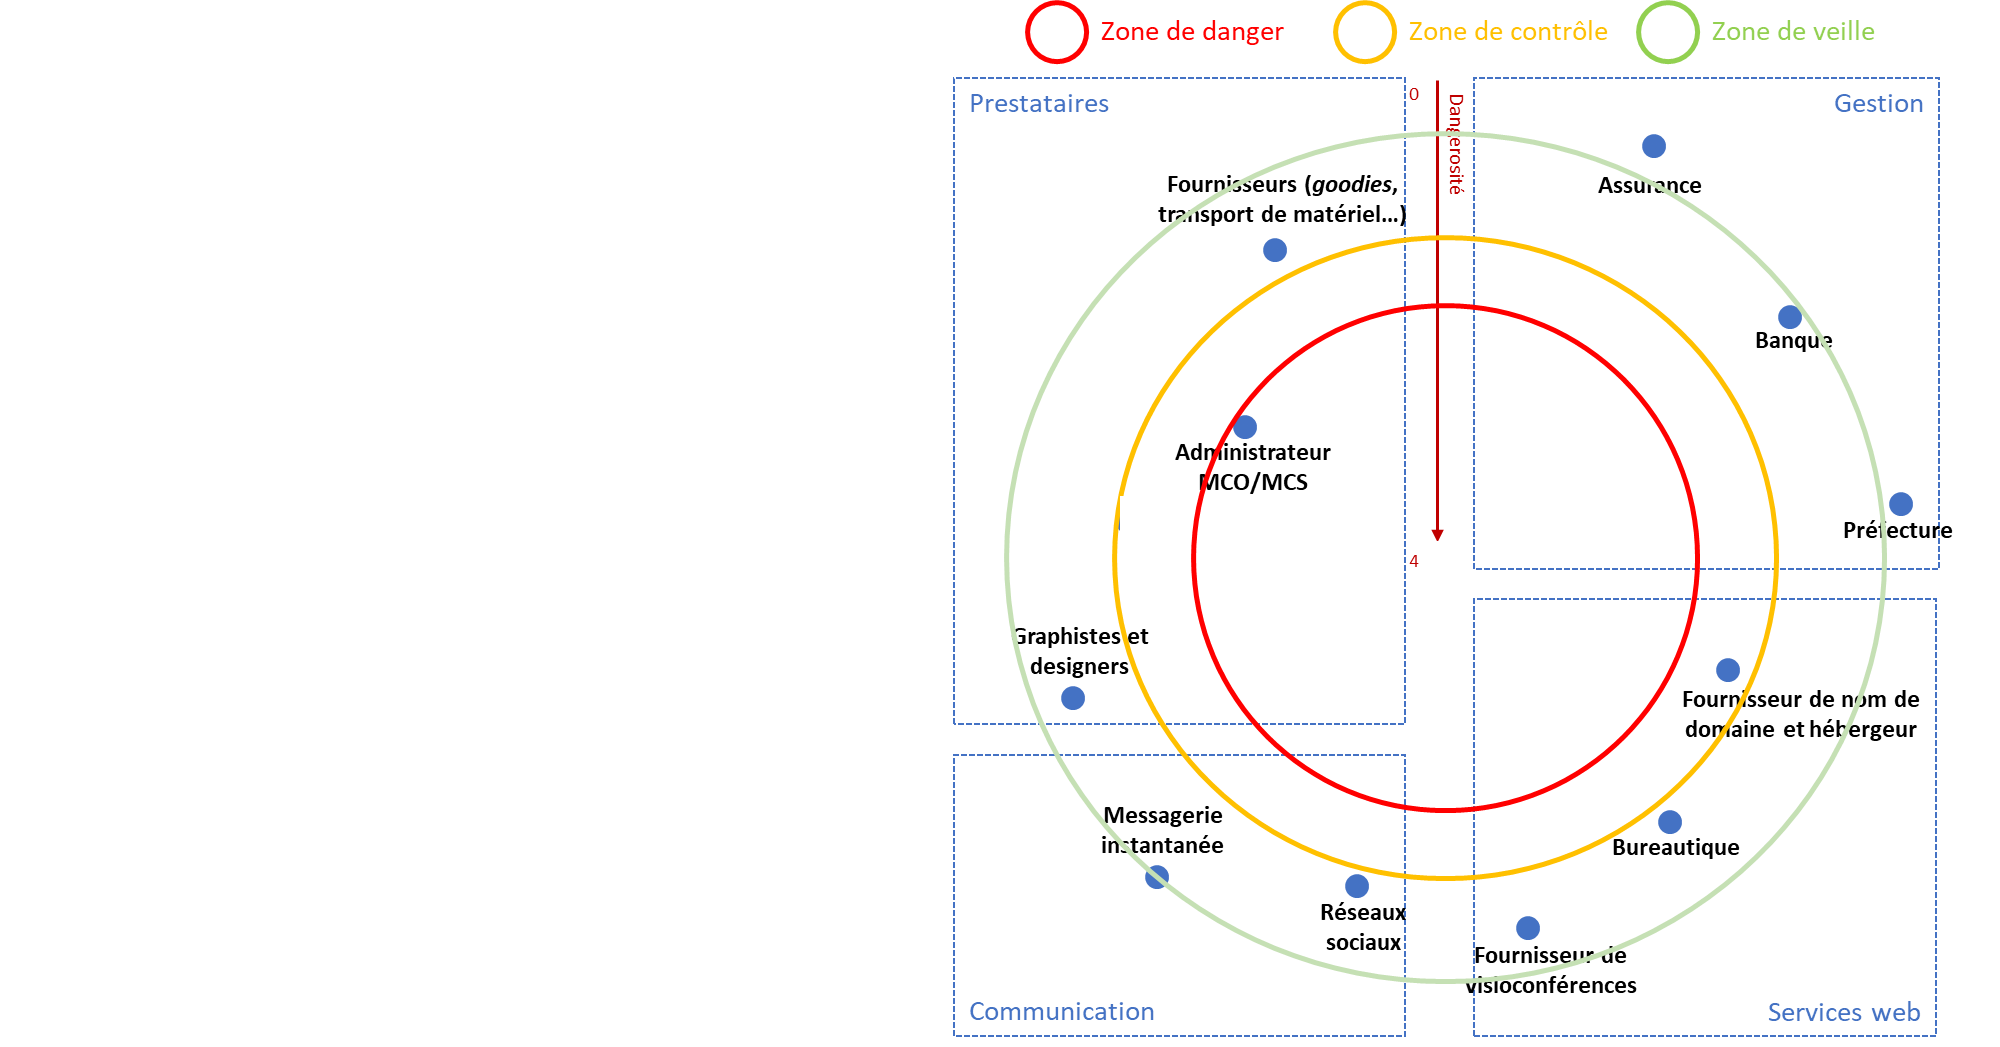 Zone de danger
Zone de contrôle
Zone de veille
Prestataires
0
Dangerosité
Gestion
Fournisseurs (goodies,
transport de matériel...)
Assurance
Banque
Administrateur
MCO/MCS
Préfecture
4
Graphistes et
designers
Fournisseur de nom de
domaine et hébergeur
Messagerie
instantanée
Bureautique
Réseaux
sociaux
Fournisseur de
visioconférences
Communication
Services web